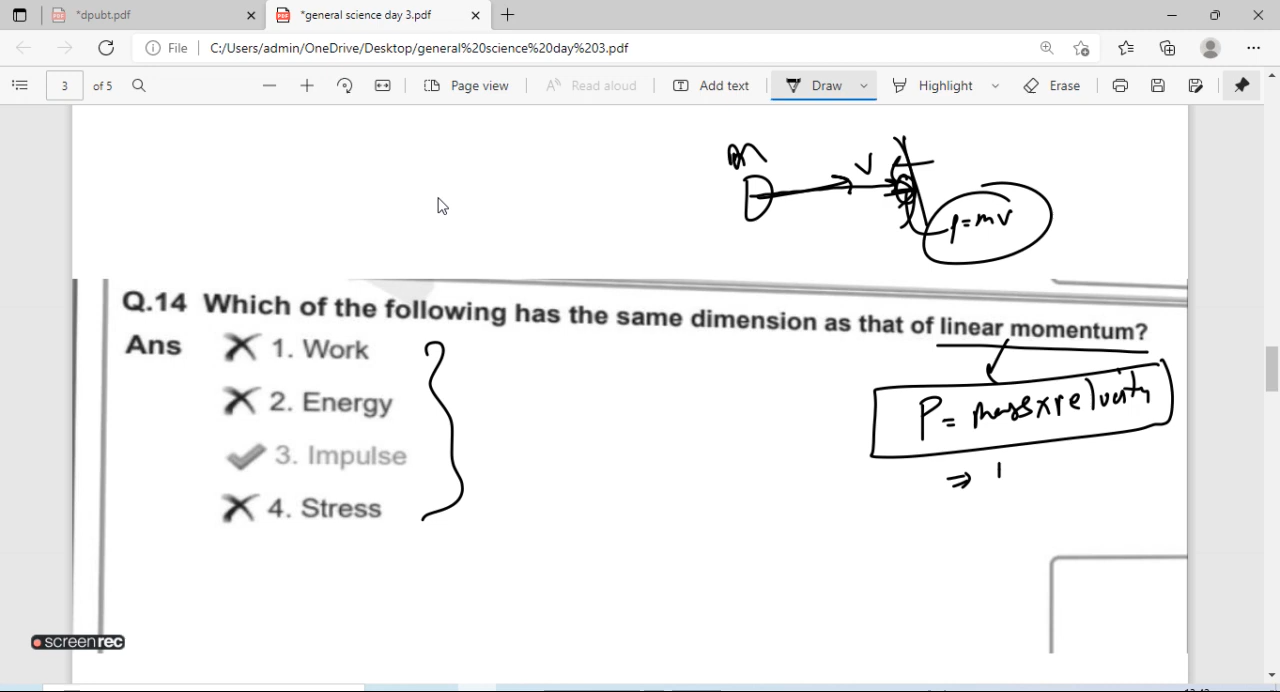 *dpubt.pdf
*general science day 3.pdf
File C:/Users/admin/OneDrive/Desktop/general%20science%20day%203.pdf
3 of 5
Page view
Read aloud
Add text
Draw
Highlight
Erase
m
V
p=mv
Q.14 Which of the following has the same dimension as that of linear momentum?
Ans 1. Work
2. Energy
3. Impulse
4. Stress
P = mass×velocity
⇒
screenrec